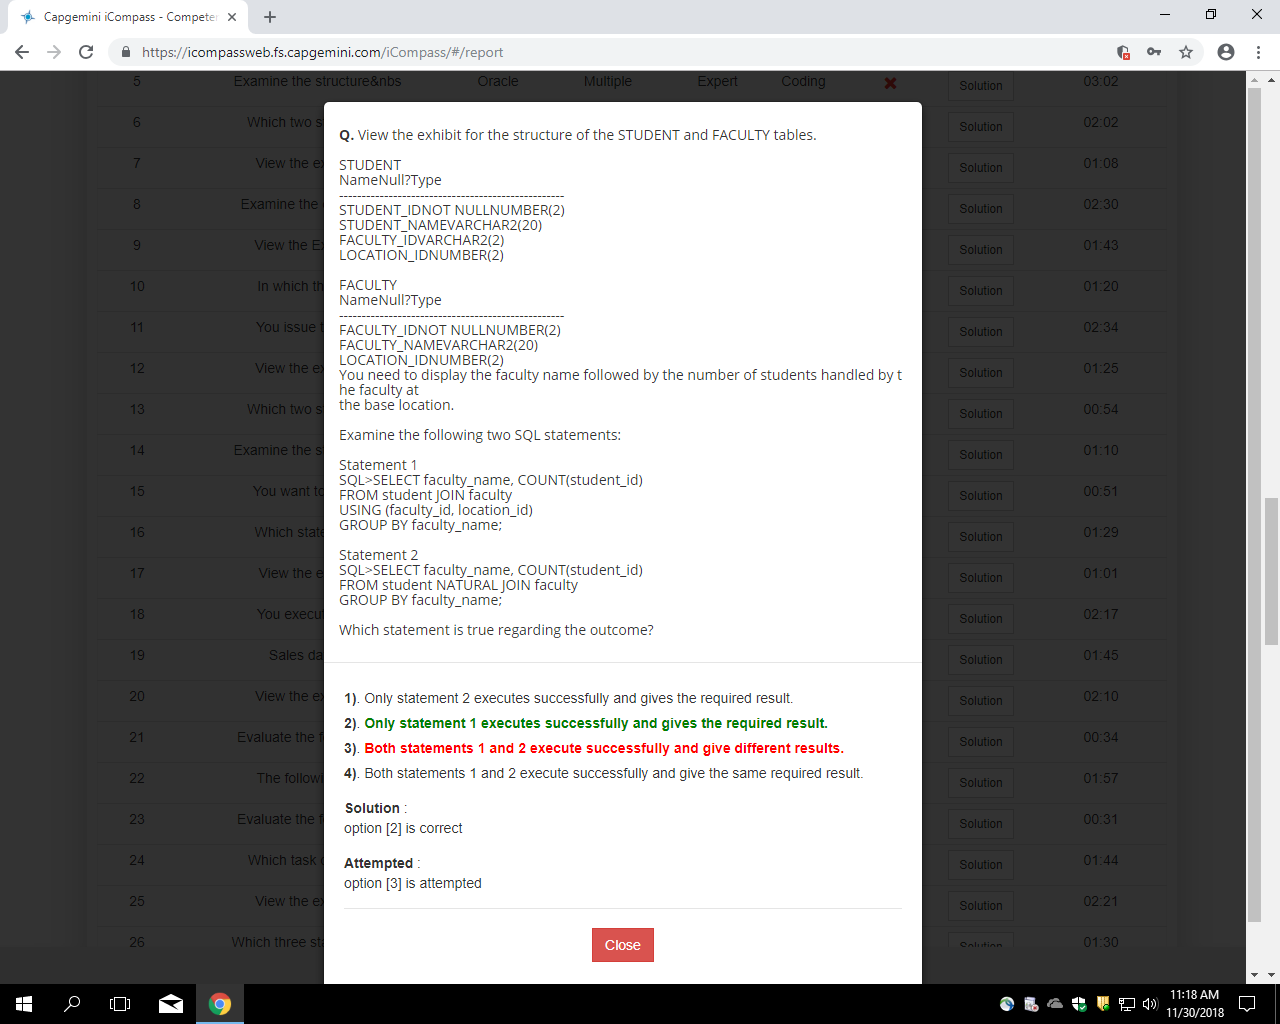 Capgemini iCompass - Competen
https://icompassweb.fs.capgemini.com/iCompass/#/report
5 Examine the structure&nbs Oracle Multiple Expert Coding Solution 03:02
6 Which two s Solution 02:02
7 View the ex Solution 01:08
8 Examine the Solution 02:30
9 View the E Solution 01:43
10 In which th Solution 01:20
11 You issue Solution 02:34
12 View the ex Solution 01:25
13 Which two s Solution 00:54
14 Examine the s Solution 01:10
15 You want to Solution 00:51
16 Which state Solution 01:29
17 View the e Solution 01:01
18 You execu Solution 02:17
19 Sales da Solution 01:45
20 View the ex Solution 02:10
21 Evaluate the f Solution 00:34
22 The follow Solution 01:57
23 Evaluate the f Solution 00:31
24 Which task Solution 01:44
25 View the ex Solution 02:21
26 Which three st Solution 01:30
Q. View the exhibit for the structure of the STUDENT and FACULTY tables.
STUDENT
NameNull?Type
--------------------------------------------------
STUDENT_IDNOT NULLNUMBER(2)
STUDENT_NAMEVARCHAR2(20)
FACULTY_IDVARCHAR2(2)
LOCATION_IDNUMBER(2)
FACULTY
NameNull?Type
--------------------------------------------------
FACULTY_IDNOT NULLNUMBER(2)
FACULTY_NAMEVARCHAR2(20)
LOCATION_IDNUMBER(2)
You need to display the faculty name followed by the number of students handled by t
he faculty at
the base location.
Examine the following two SQL statements:
Statement 1
SQL>SELECT faculty_name, COUNT(student_id)
FROM student JOIN faculty
USING (faculty_id, location_id)
GROUP BY faculty_name;
Statement 2
SQL>SELECT faculty_name, COUNT(student_id)
FROM student NATURAL JOIN faculty
GROUP BY faculty_name;
Which statement is true regarding the outcome?
1). Only statement 2 executes successfully and gives the required result.
2). Only statement 1 executes successfully and gives the required result.
3). Both statements 1 and 2 execute successfully and give different results.
4). Both statements 1 and 2 execute successfully and give the same required result.
Solution :
option [2] is correct
Attempted :
option [3] is attempted
Close
11:18 AM
11/30/2018